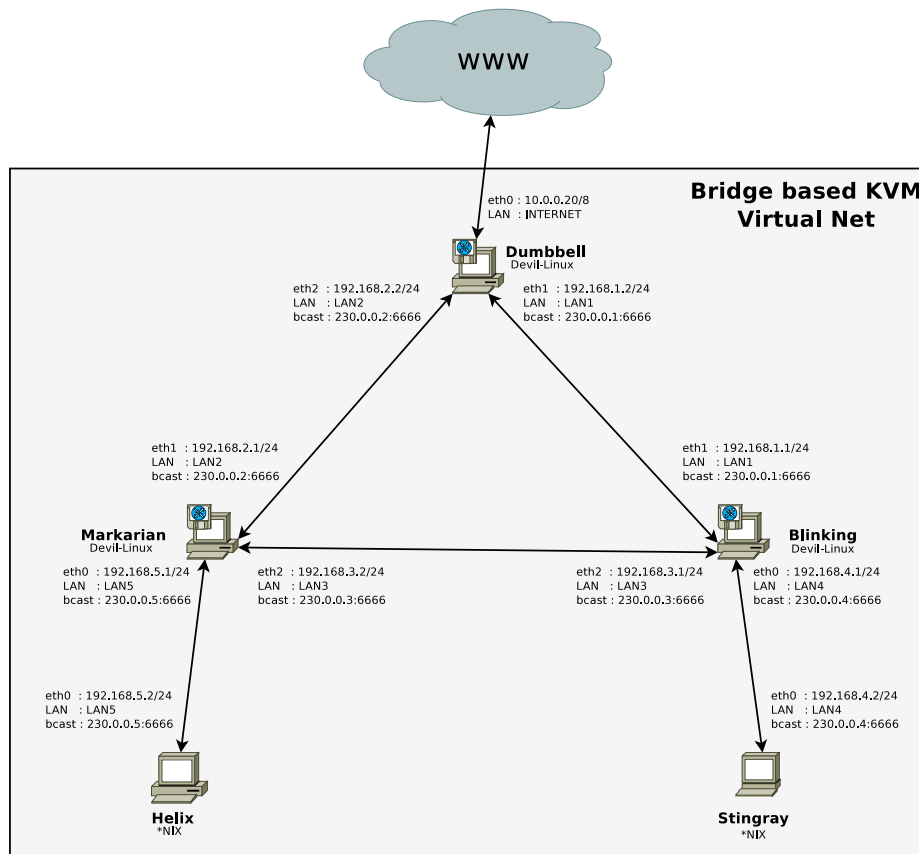 www
Bridge based KVM
Virtual Net
eth0 : 10.0.0.20/8
LAN : INTERNET
Dumbbell
Devil-Linux
eth2 : 192.168.2.2/24
LAN : LAN2
bcast : 230.0.0.2:6666
eth1 : 192.168.1.2/24
LAN : LAN1
bcast : 230.0.0.1:6666
eth1 : 192.168.2.1/24
LAN : LAN2
bcast : 230.0.0.2:6666
eth1 : 192.168.1.1/24
LAN : LAN1
bcast : 230.0.0.1:6666
Markarian
Devil-Linux
Blinking
Devil-Linux
eth0 : 192.168.5.1/24
LAN : LAN5
bcast : 230.0.0.5:6666
eth2 : 192.168.3.2/24
LAN : LAN3
bcast : 230.0.0.3:6666
eth2 : 192.168.3.1/24
LAN : LAN3
bcast : 230.0.0.3:6666
eth0 : 192.168.4.1/24
LAN : LAN4
bcast : 230.0.0.4:6666
eth0 : 192.168.5.2/24
LAN : LAN5
bcast : 230.0.0.5:6666
eth0 : 192.168.4.2/24
LAN : LAN4
bcast : 230.0.0.4:6666
Helix
*NIX
Stingray
*NIX